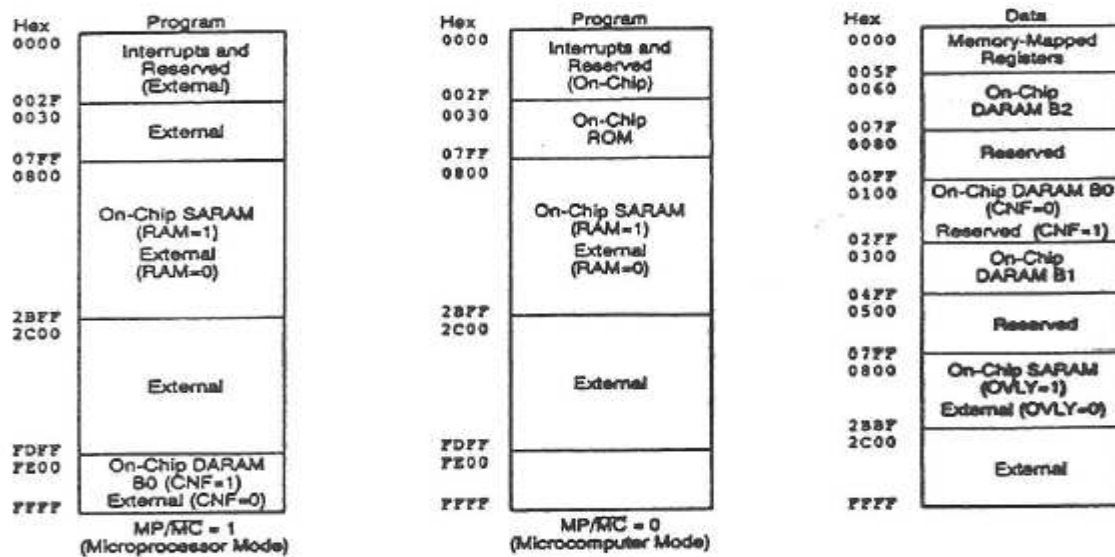 Hex Program
0000
Interrupts and
Reserved
(External)
002F
0030
External
07FF
0800
On-Chip SARAM
(RAM=1)
External
(RAM=0)
2BFF
2C00
External
FDFF
FE00
On-Chip DARAM
B0 (CNF=1)
External (CNF=0)
FFFF
MP/M̅C̅ = 1
(Microprocessor Mode)
Hex Program
0000
Interrupts and
Reserved
(On-Chip)
002F
0030
On-Chip
ROM
07FF
0800
On-Chip SARAM
(RAM=1)
External
(RAM=0)
2BFF
2C00
External
FDFF
FE00
FFFF
MP/M̅C̅ = 0
(Microcomputer Mode)
Hex Data
0000
Memory-Mapped
Registers
005F
0060
On-Chip
DARAM B2
007F
0080
Reserved
00FF
0100
On-Chip DARAM B0
(CNF=0)
Reserved (CNF=1)
02FF
0300
On-Chip
DARAM B1
04FF
0500
Reserved
07FF
0800
On-Chip SARAM
(OVLY=1)
External (OVLY=0)
2BBF
2C00
External
FFFF